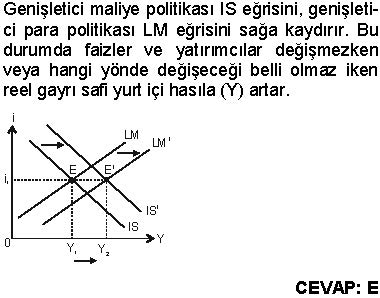 Genişletici maliye politikası IS eğrisini, genişleti-
ci para politikası LM eğrisini sağa kaydırır. Bu
durumda faizler ve yatırımcılar değişmezken
veya hangi yönde değişeceği belli olmaz iken
reel gayrı safi yurt içi hasıla (Y) artar.
i
LM
LM'
E
E'
i₁
IS'
IS
0
Y₁
Y₂
Y
CEVAP: E